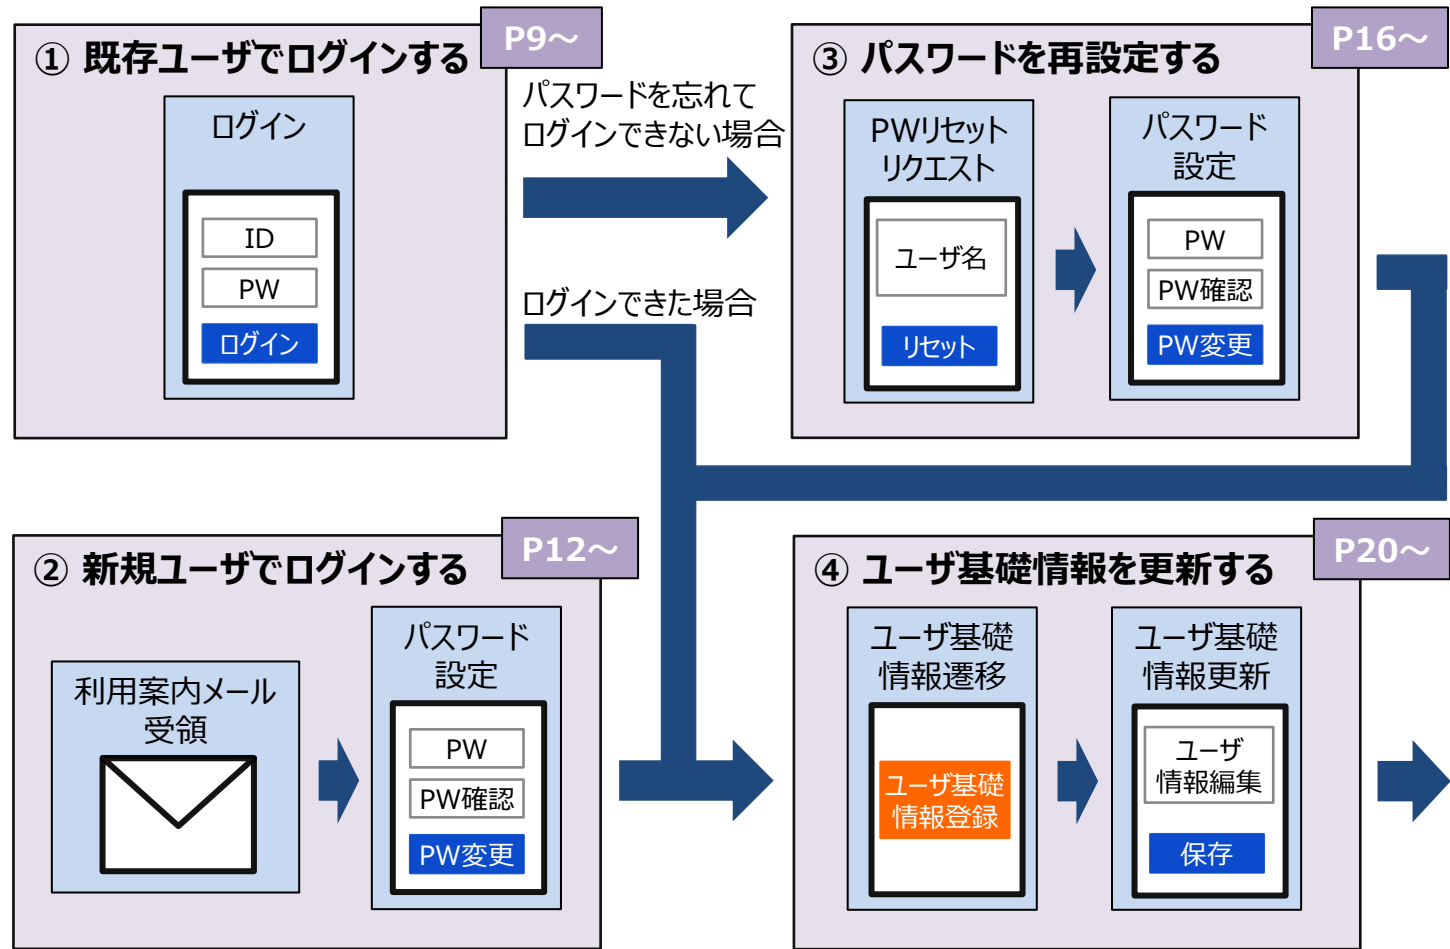 ① 既存ユーザでログインする
P9～
ログイン
ID
PW
ログイン
パスワードを忘れて
ログインできない場合
ログインできた場合
③ パスワードを再設定する
P16～
PWリセット
リクエスト
ユーザ名
リセット
パスワード
設定
PW
PW確認
PW変更
② 新規ユーザでログインする
P12～
利用案内メール
受領
パスワード
設定
PW
PW確認
PW変更
④ ユーザ基礎情報を更新する
P20～
ユーザ基礎
情報遷移
ユーザ基礎
情報登録
ユーザ基礎
情報更新
ユーザ
情報編集
保存